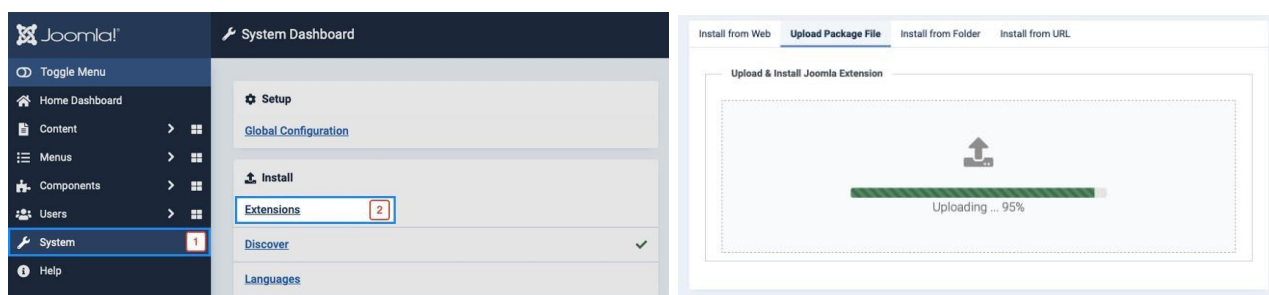 Joomla!®
Toggle Menu
Home Dashboard
Content
Menus
Components
Users
System 1
Help
System Dashboard
Setup
Global Configuration
Install
Extensions 2
Discover
Languages
Install from Web Upload Package File Install from Folder Install from URL
Upload & Install Joomla Extension
Uploading ... 95%